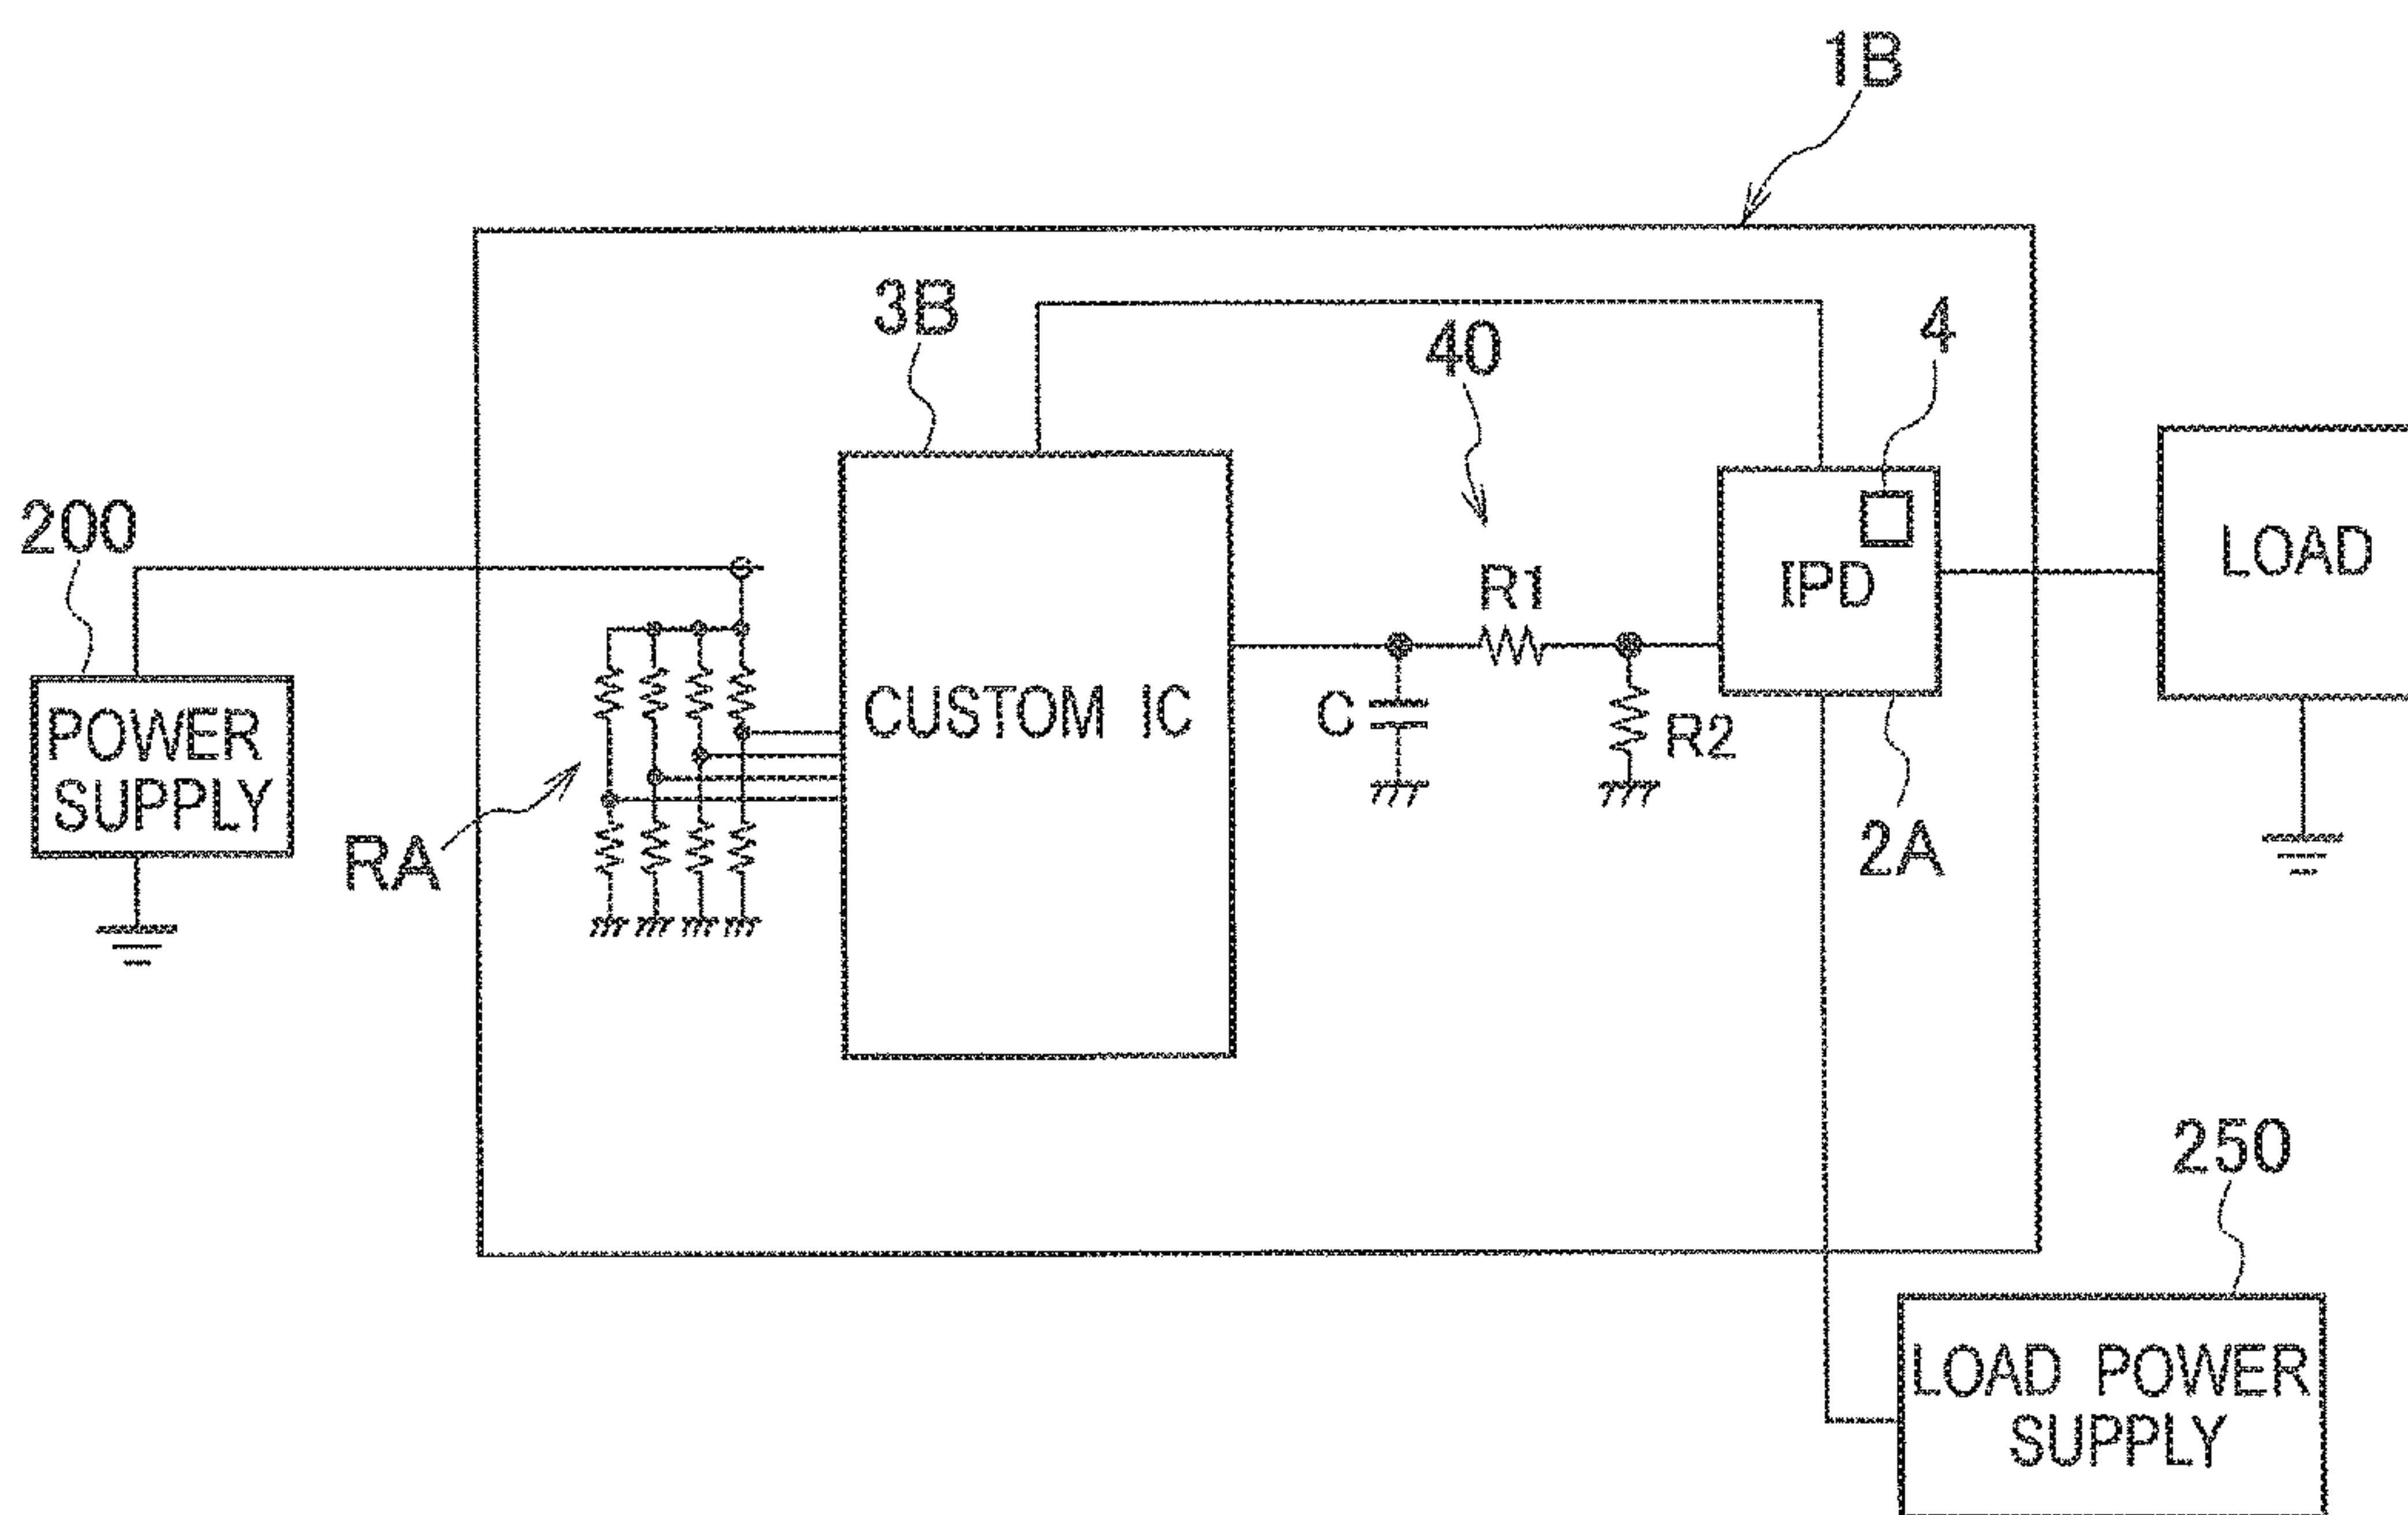 1B
3B
40
4
200
LOAD
IPD
R1
POWER
SUPPLY
CUSTOM IC
C
R2
RA
2A
250
LOAD POWER
SUPPLY